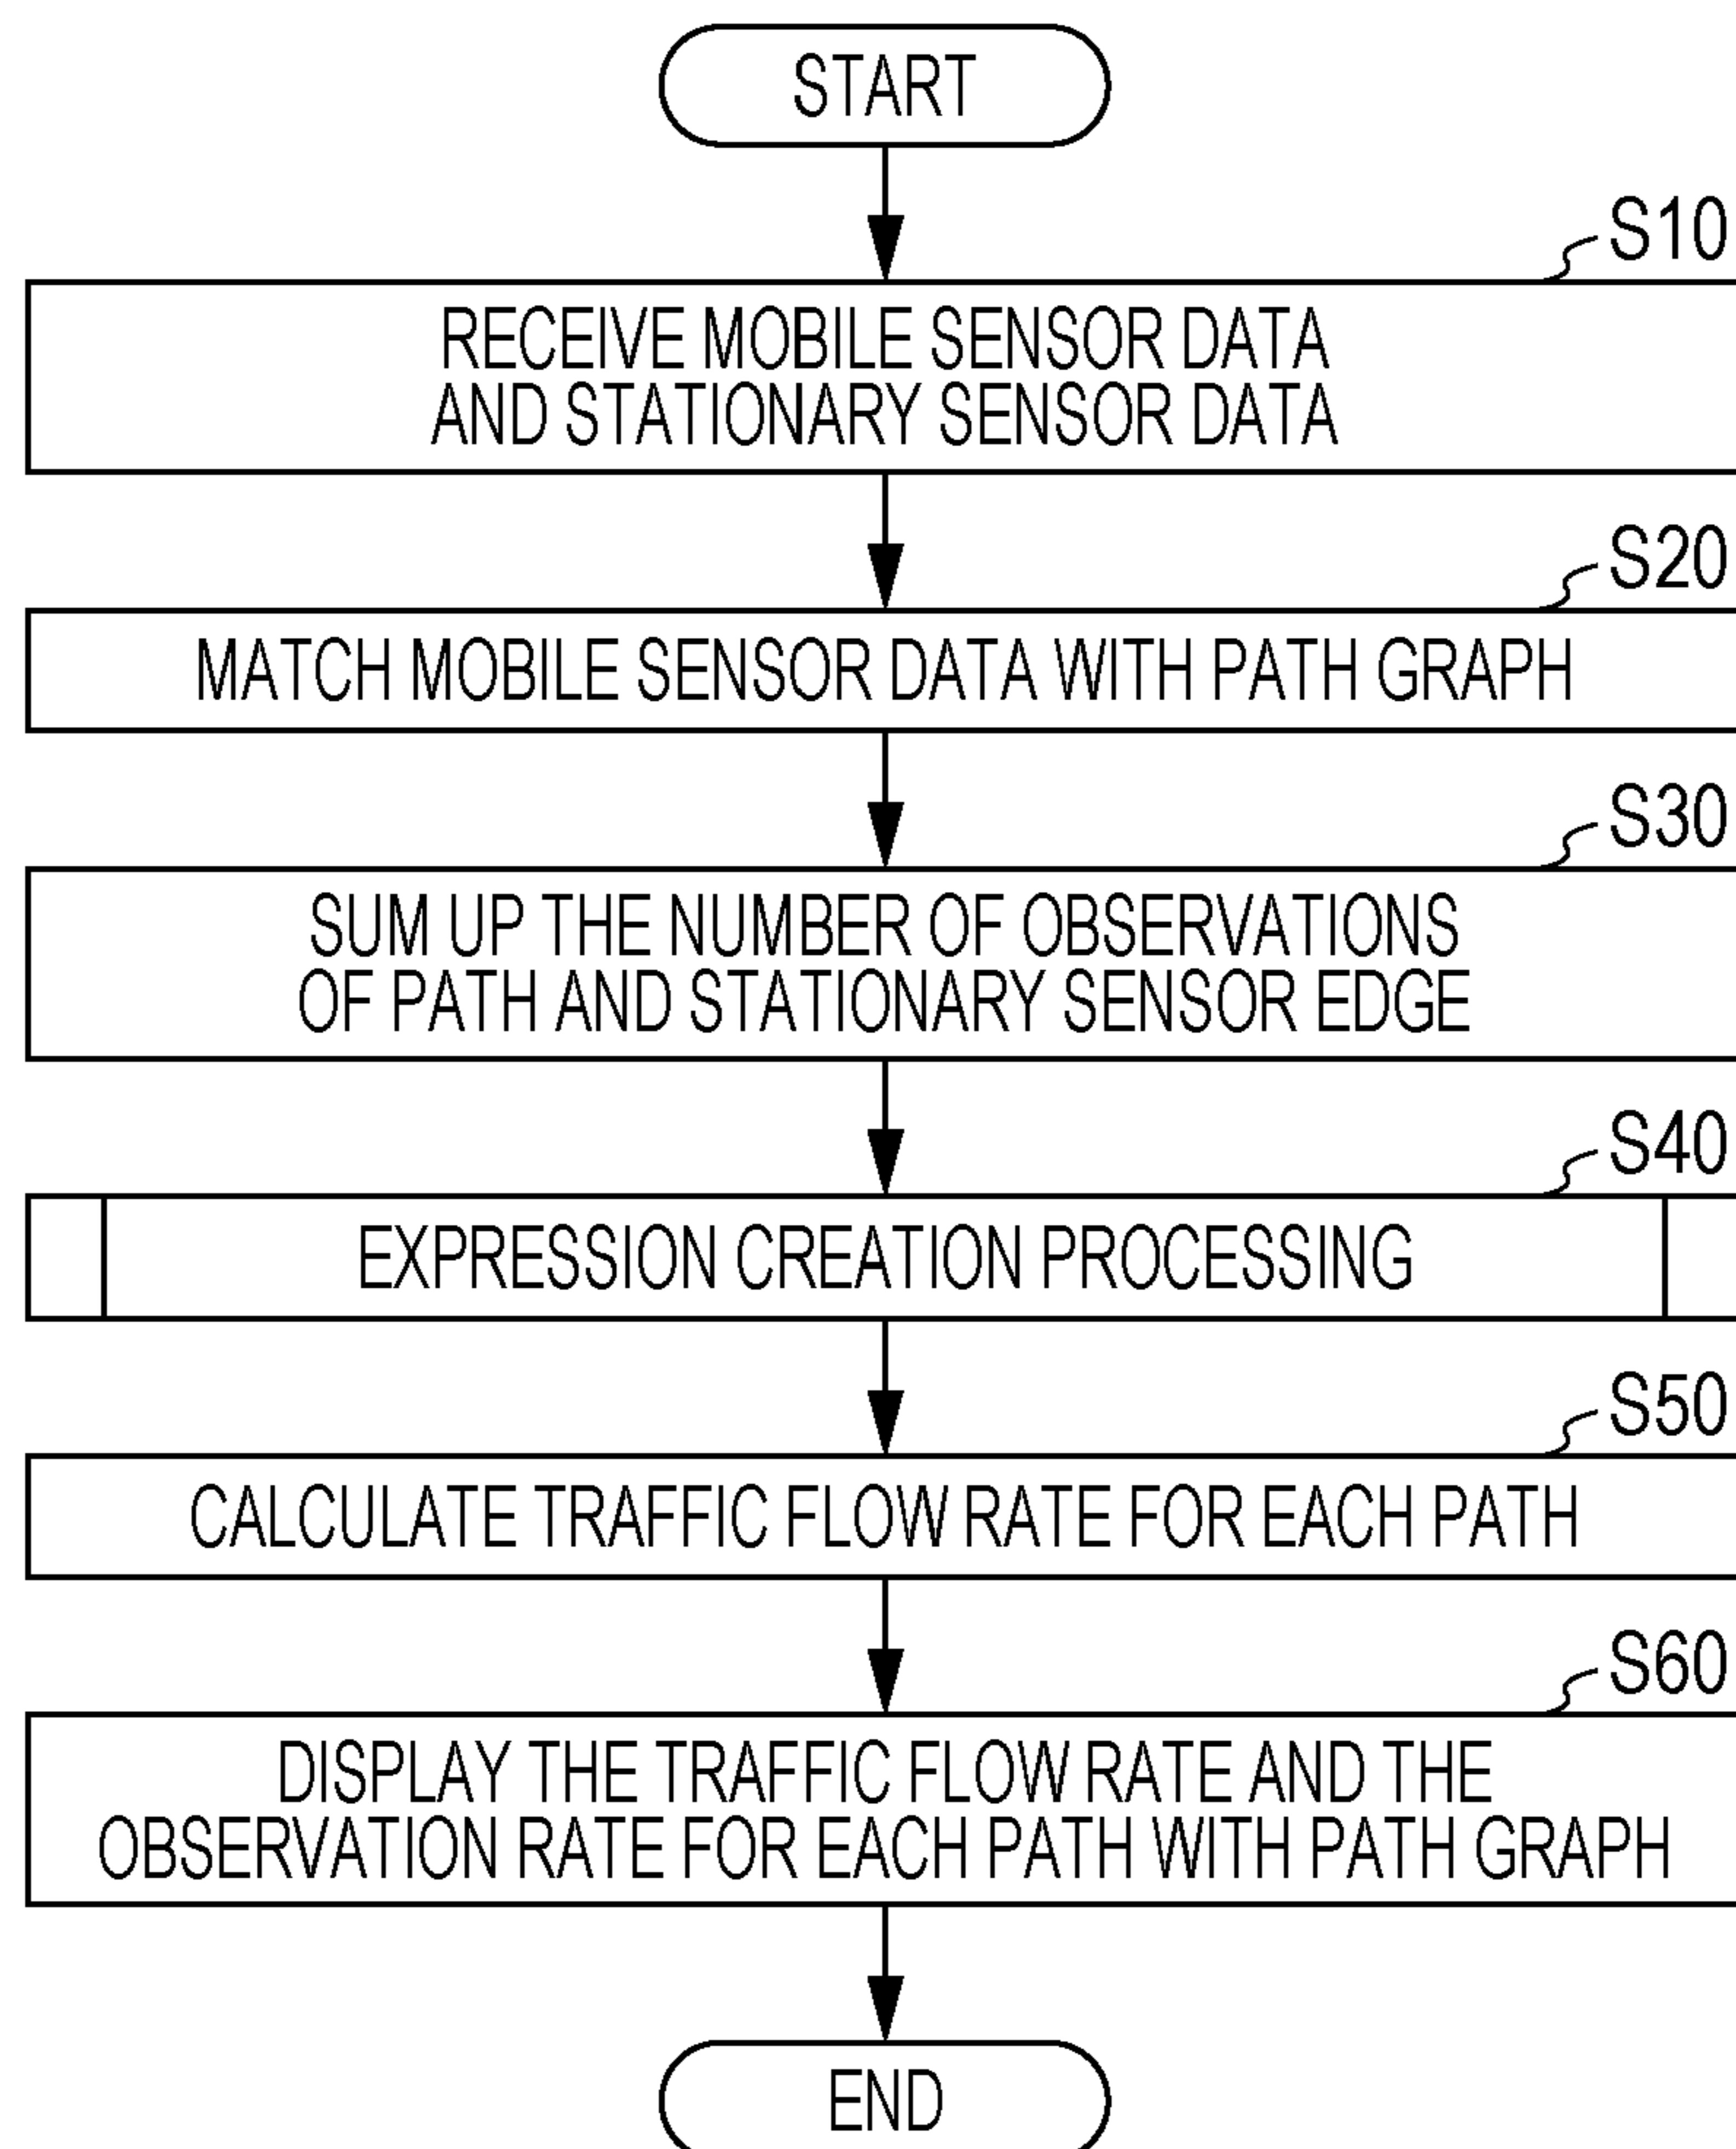 START
S10
RECEIVE MOBILE SENSOR DATA
AND STATIONARY SENSOR DATA
S20
MATCH MOBILE SENSOR DATA WITH PATH GRAPH
S30
SUM UP THE NUMBER OF OBSERVATIONS
OF PATH AND STATIONARY SENSOR EDGE
S40
EXPRESSION CREATION PROCESSING
S50
CALCULATE TRAFFIC FLOW RATE FOR EACH PATH
S60
DISPLAY THE TRAFFIC FLOW RATE AND THE
OBSERVATION RATE FOR EACH PATH WITH PATH GRAPH
END